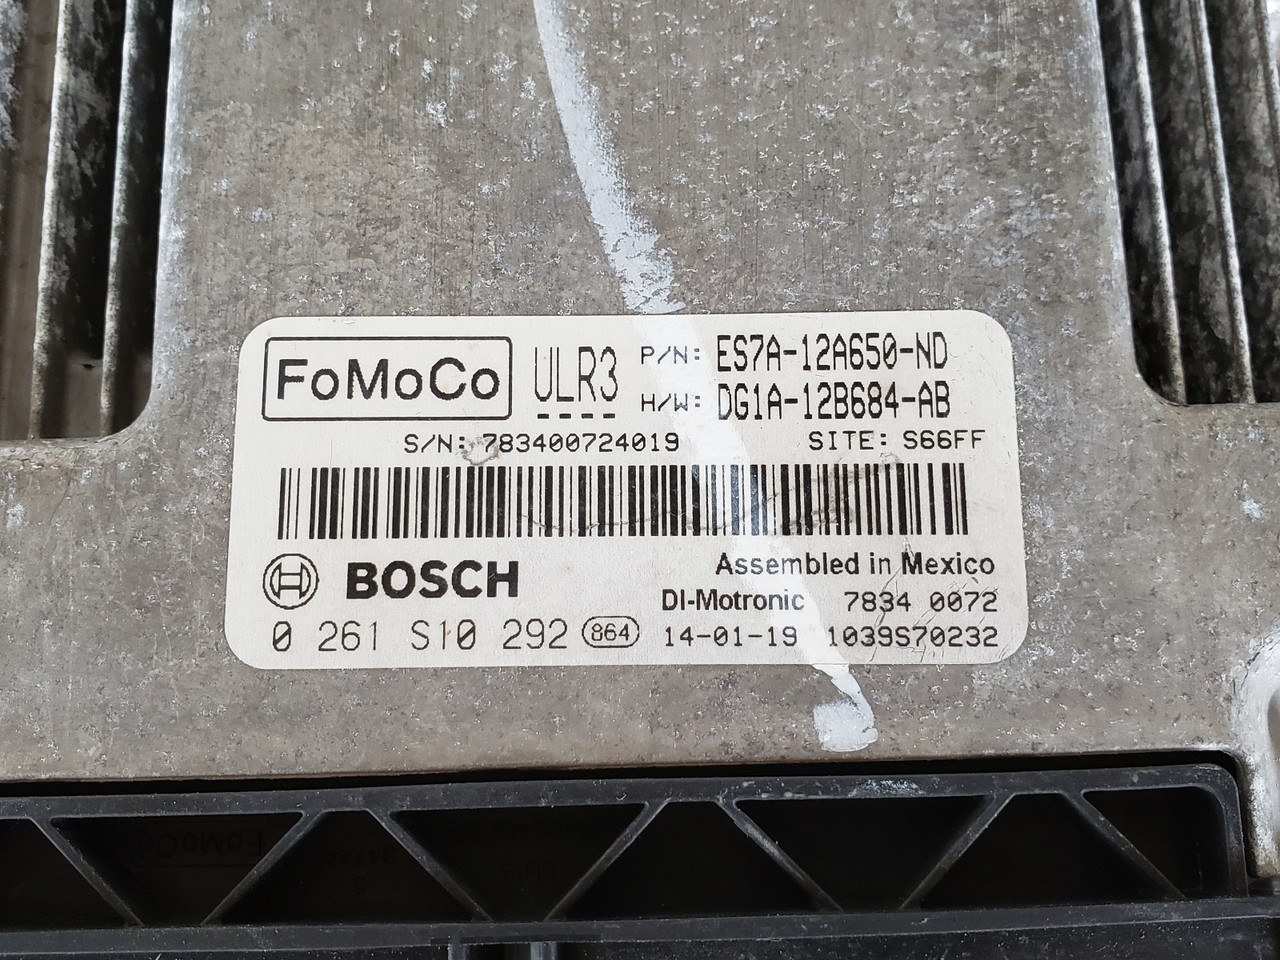 FoMoCo ULR3 P/N: ES7A-12A650-ND
H/W: DG1A-12B684-AB
S/N: 783400724019 SITE: S66FF
BOSCH Assembled in Mexico
DI-Motronic 7834 0072
0 261 S10 292 864 14-01-19 1039S70232
FoMoCo